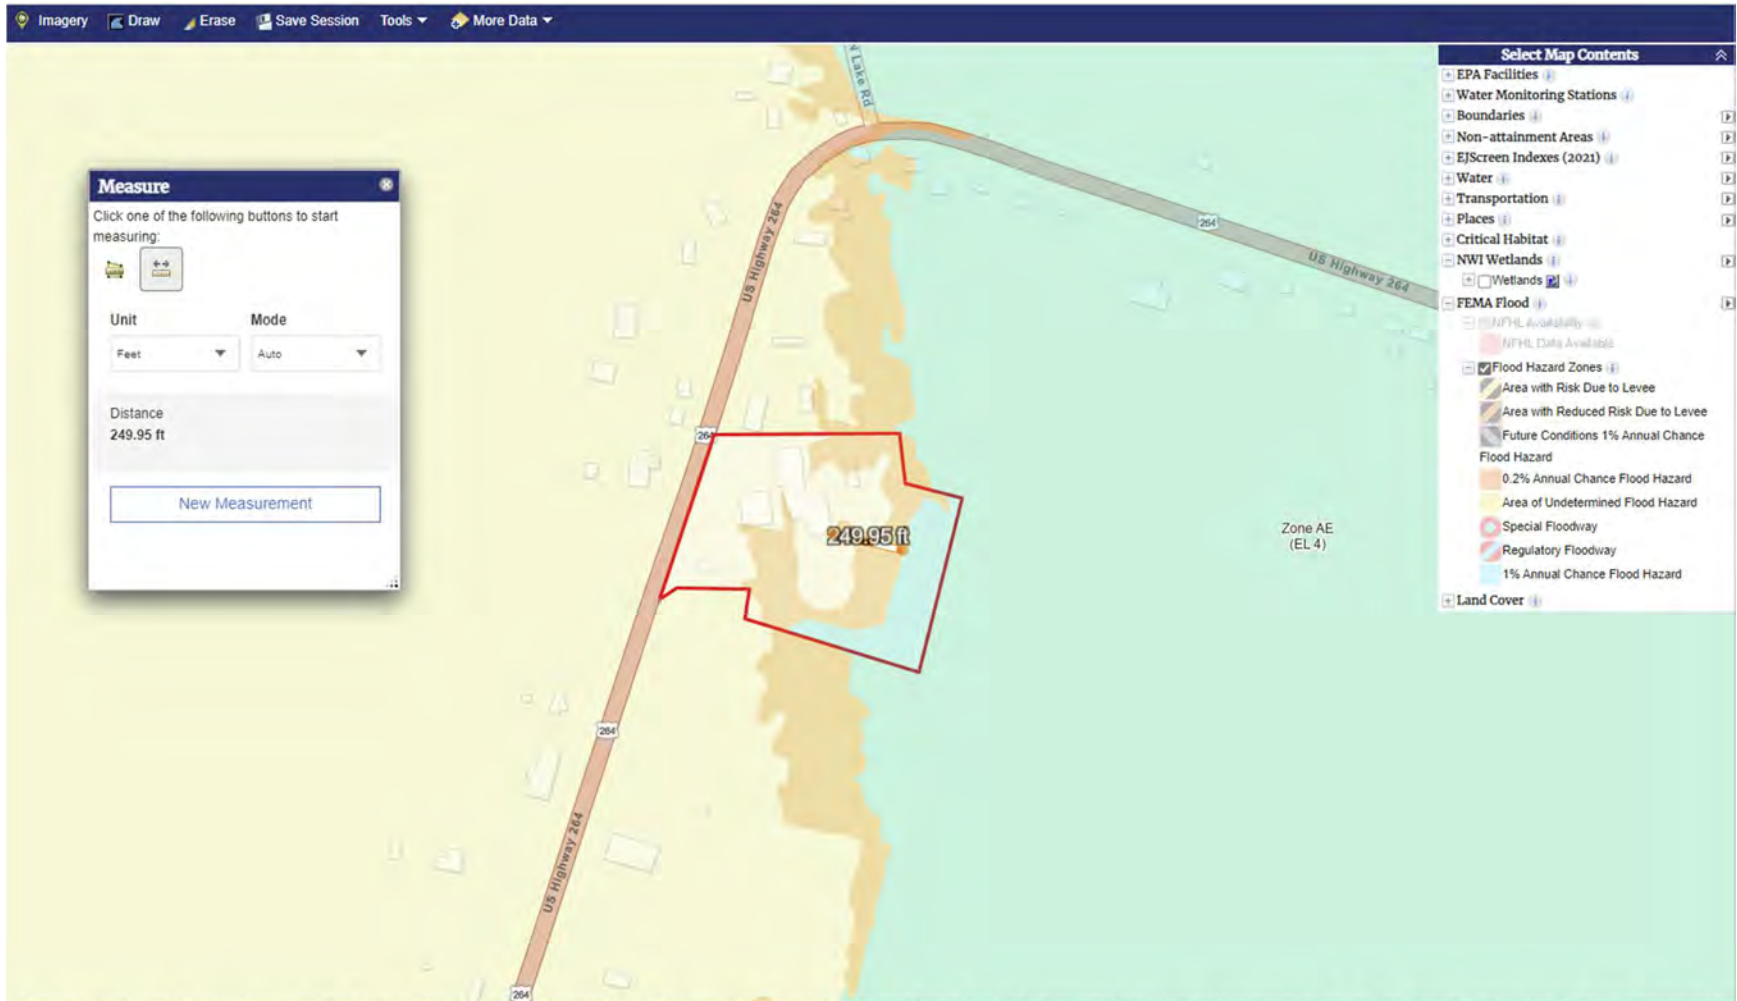 Imagery Draw Erase Save Session Tools More Data
N Lake Rd
Measure
Click one of the following buttons to start
measuring:
Unit Mode
Feet Auto
Distance
249.95 ft
New Measurement
US Highway 264
264
US Highway 264
264
249.95 ft
Zone AE
(EL 4)
264
US Highway 264
264
Select Map Contents
EPA Facilities
Water Monitoring Stations
Boundaries
Non-attainment Areas
EJScreen Indexes (2021)
Water
Transportation
Places
Critical Habitat
NWI Wetlands
Wetlands
FEMA Flood
NFHL Availability
NFHL Data Available
Flood Hazard Zones
Area with Risk Due to Levee
Area with Reduced Risk Due to Levee
Future Conditions 1% Annual Chance
Flood Hazard
0.2% Annual Chance Flood Hazard
Area of Undetermined Flood Hazard
Special Floodway
Regulatory Floodway
1% Annual Chance Flood Hazard
Land Cover